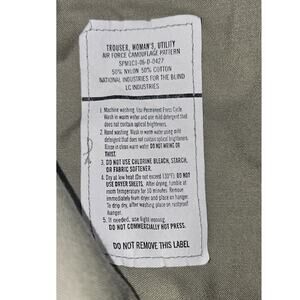 TROUSER, WOMAN'S, UTILITY
AIR FORCE CAMOUFLAGE PATTERN
SPM1C1-06-D-0427
50% NYLON 50% COTTON
NATIONAL INDUSTRIES FOR THE BLIND
LC INDUSTRIES
1. Machine washing. Use Permanent Press Cycle
Wash in warm water and use mild detergent that
does not contain optical brighteners.
2. Hand washing. Wash in warm water using mild
detergent that does not contain optical brighteners.
Rinse in clean warm water. DO NOT WRING OR
TWIST.
3. DO NOT USE CHLORINE BLEACH, STARCH,
OR FABRIC SOFTENER.
4. Dry at low heat (Do not exceed 130°F). DO NOT
USE DRYER SHEETS. After drying, tumble at
room temperature for 10 minutes. Remove
immediately from dryer and place on hanger.
To drip dry, after washing place on rustproof
hanger.
5. If needed, use light ironing.
DO NOT COMMERCIALLY HOT PRESS.
DO NOT REMOVE THIS LABEL